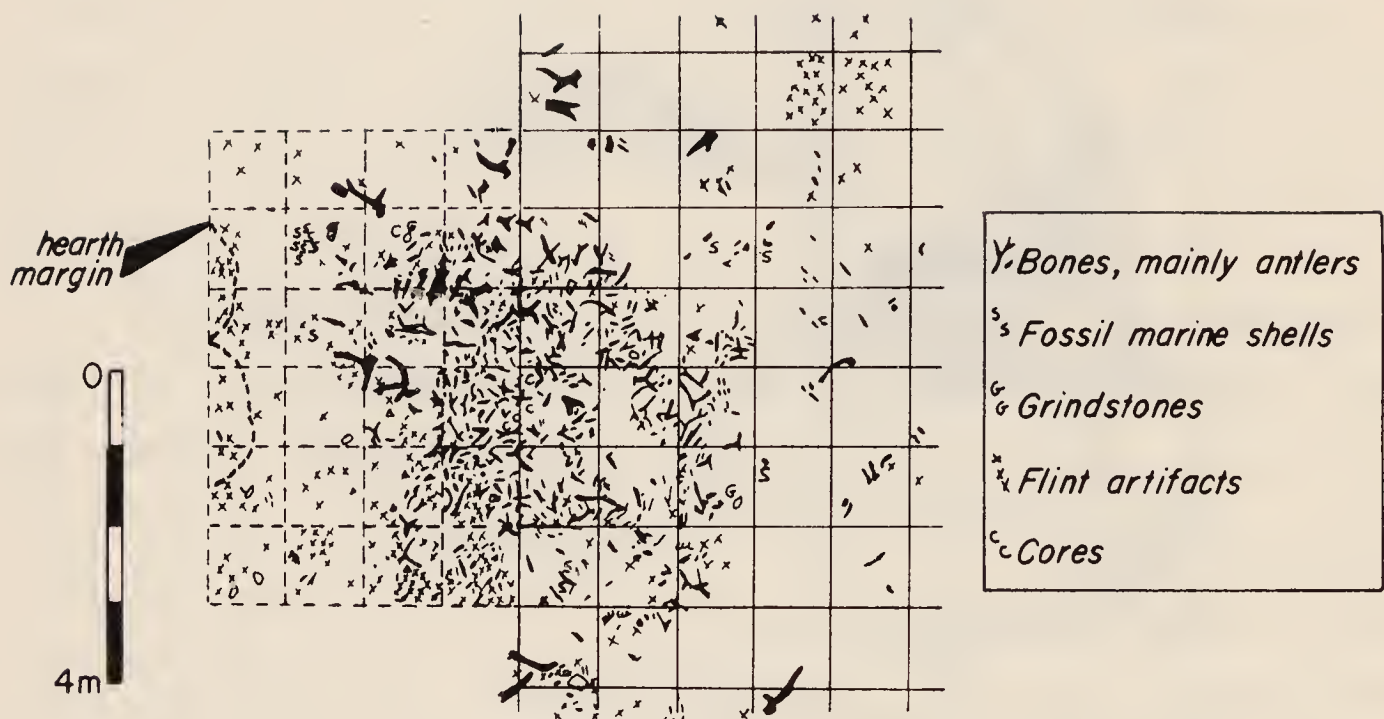 hearth
margin
0
4m
Bones, mainly antlers
S S Fossil marine shells
G G Grindstones
x x x Flint artifacts
C C Cores